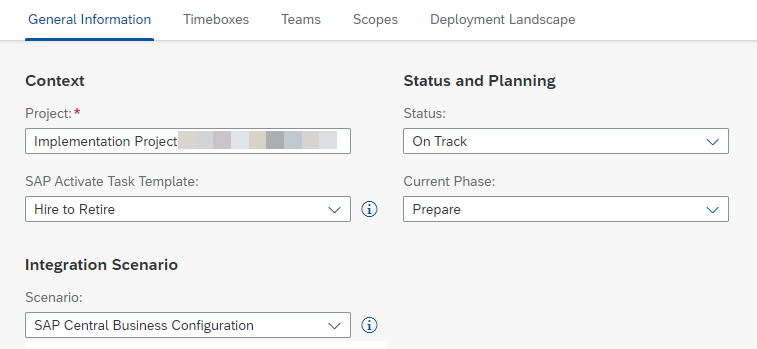 General Information Timeboxes Teams Scopes Deployment Landscape
Context
Project:*
Implementation Project
SAP Activate Task Template:
Hire to Retire
Integration Scenario
Scenario:
SAP Central Business Configuration
Status and Planning
Status:
On Track
Current Phase:
Prepare